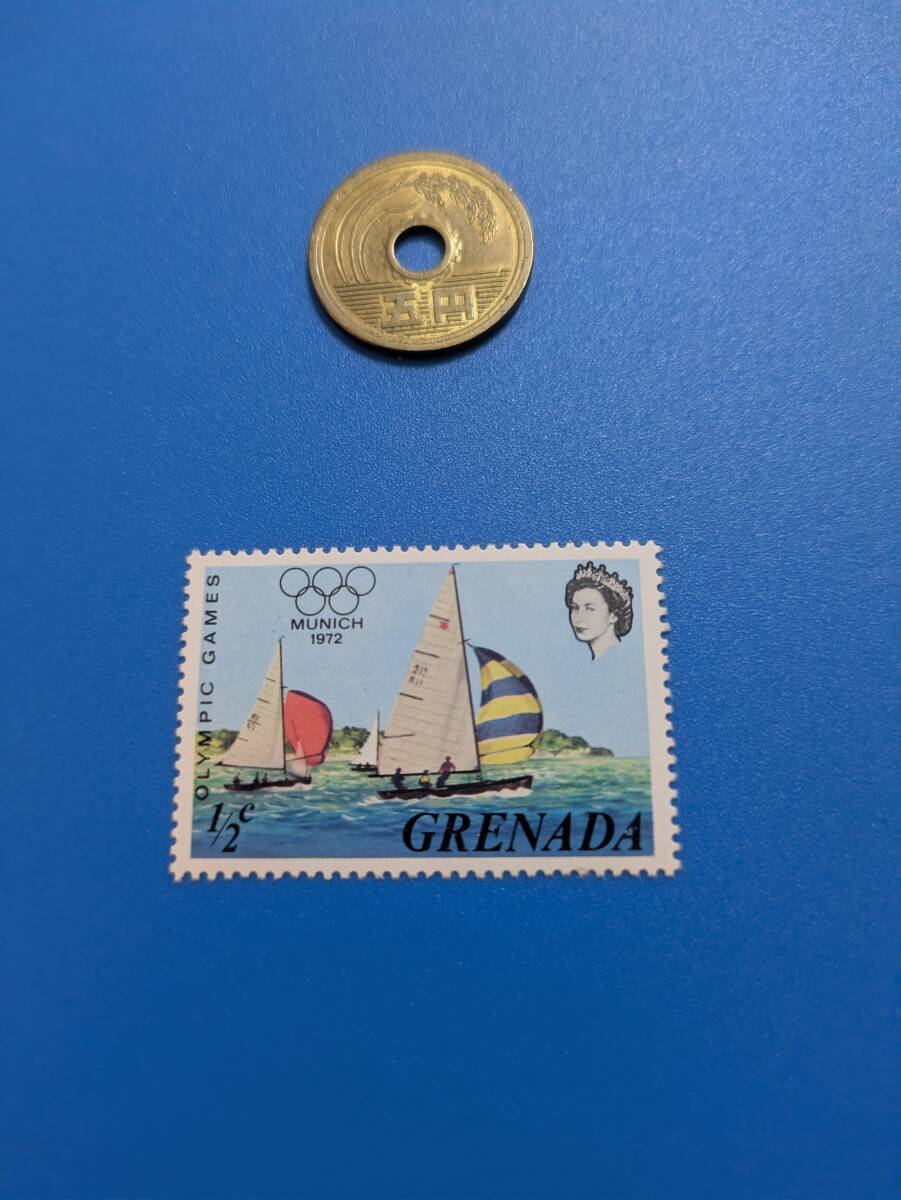 五円
OLYMPIC GAMES
MUNICH
1972
½c
GRENADA